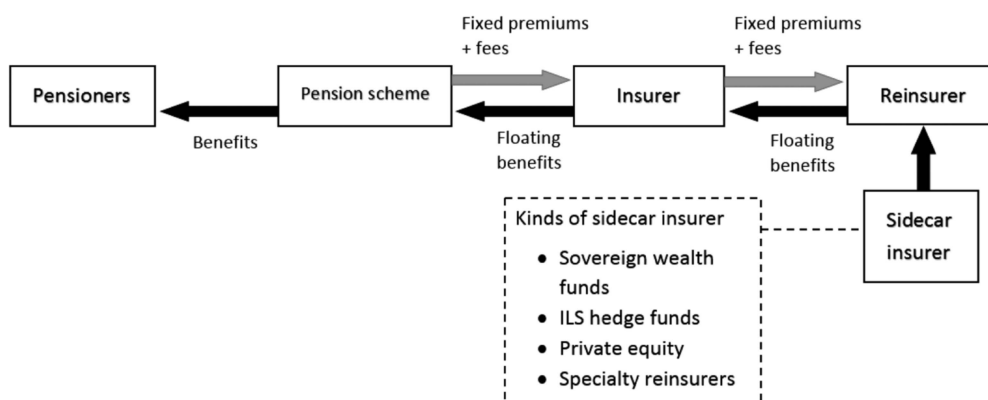 Fixed premiums
+ fees
Fixed premiums
+ fees
Pensioners
Pension scheme
Insurer
Reinsurer
Benefits
Floating
benefits
Floating
benefits
Kinds of sidecar insurer
• Sovereign wealth
funds
• ILS hedge funds
• Private equity
• Specialty reinsurers
Sidecar
insurer